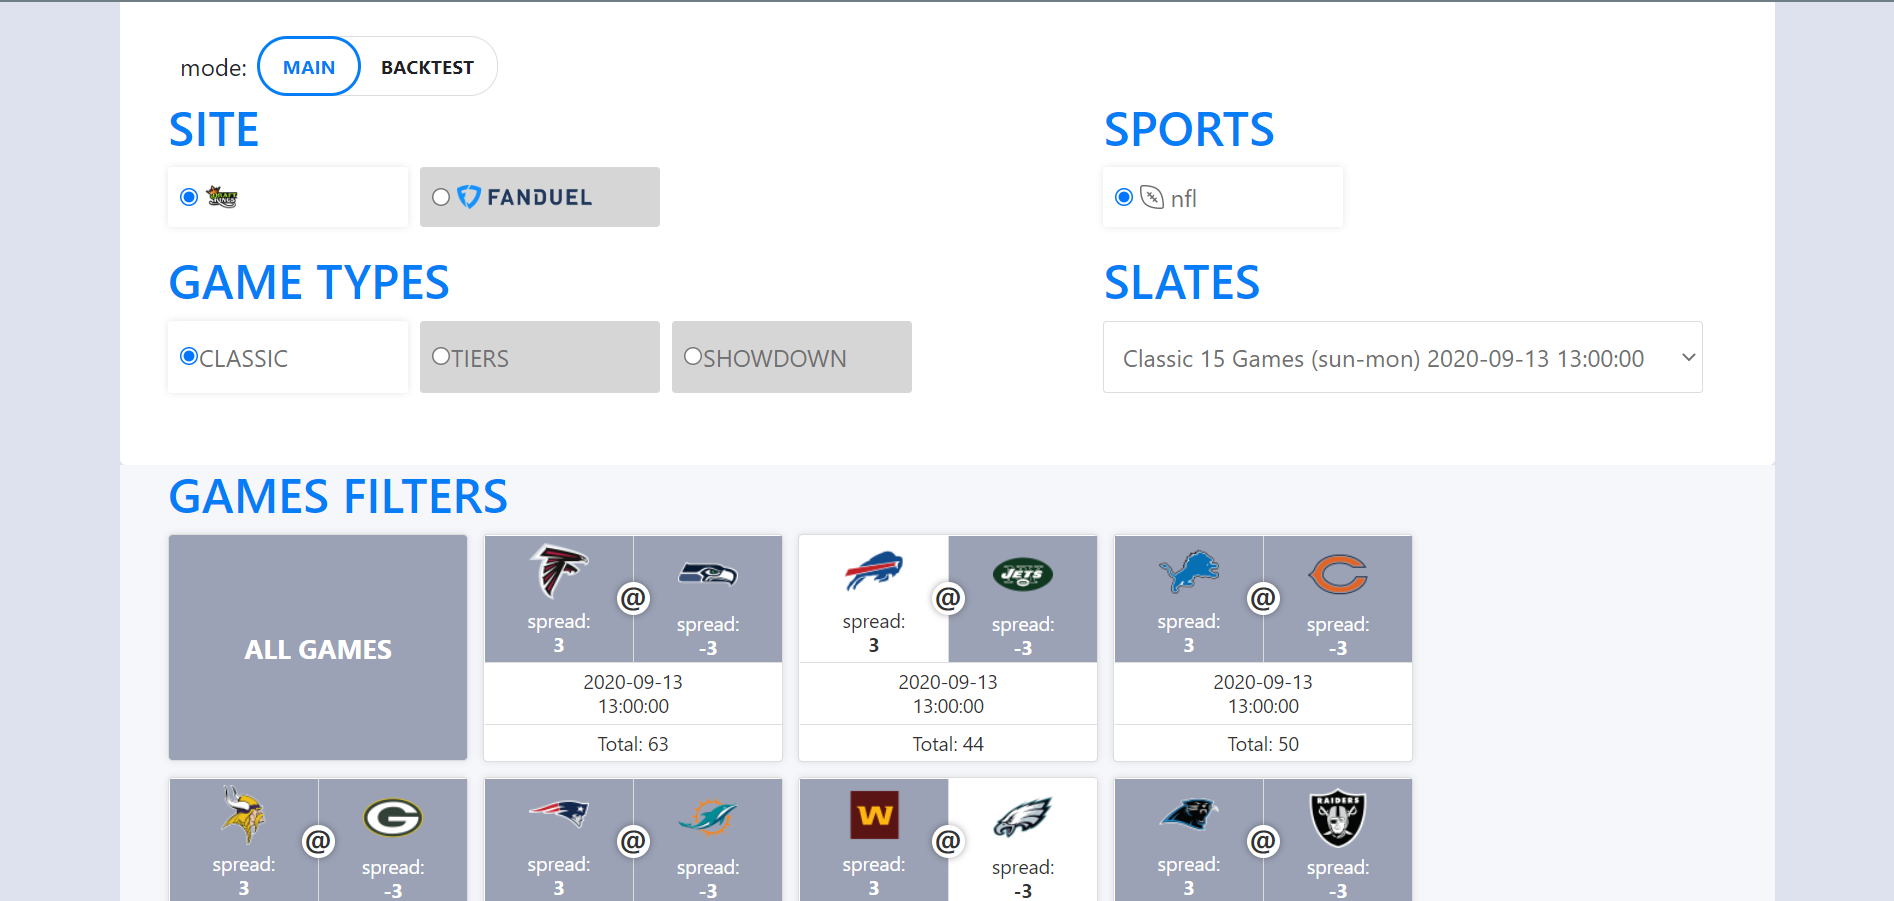 mode: MAIN BACKTEST
SITE SPORTS
DRAFT KINGS FANDUEL nfl
GAME TYPES SLATES
CLASSIC TIERS SHOWDOWN Classic 15 Games (sun-mon) 2020-09-13 13:00:00
GAMES FILTERS
ALL GAMES
@
spread: 3
spread: -3
2020-09-13
13:00:00
Total: 63
JETS
@
spread: 3
spread: -3
2020-09-13
13:00:00
Total: 44
@
spread: 3
spread: -3
2020-09-13
13:00:00
Total: 50
G
@
spread: 3
spread: -3
@
spread: 3
spread: -3
W
@
spread: 3
spread: -3
RAIDERS
@
spread: 3
spread: -3